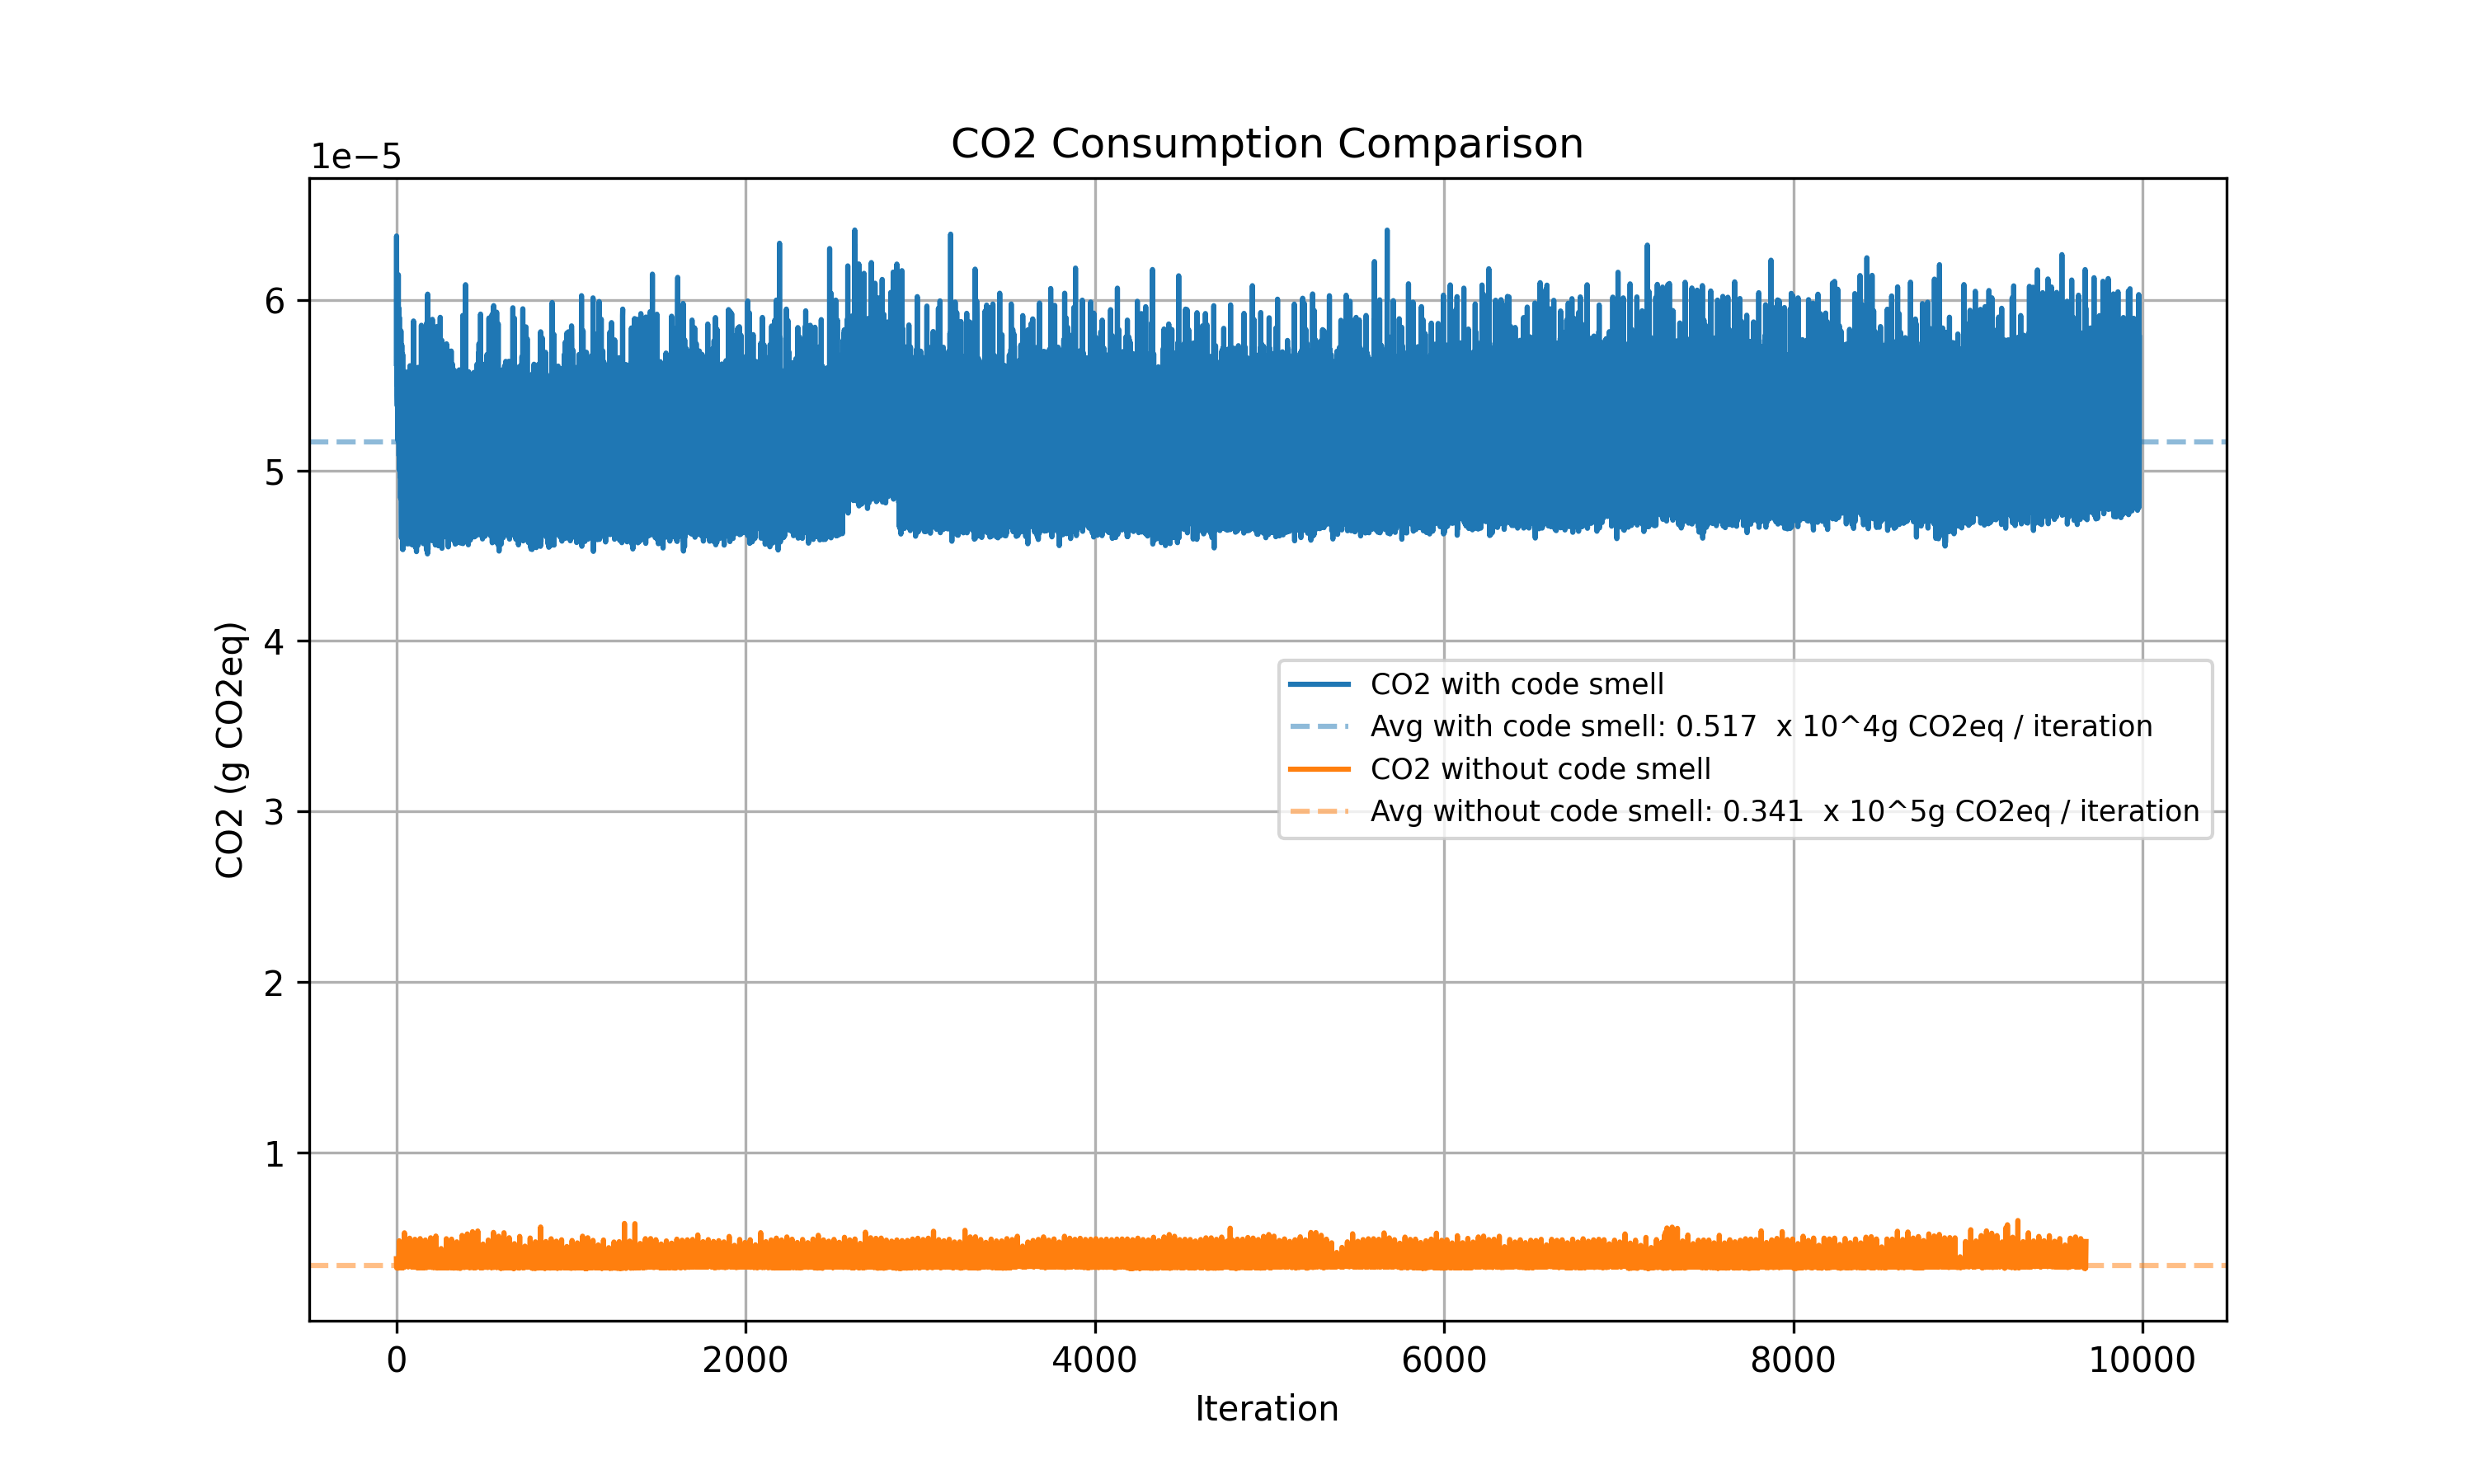 CO2 Consumption Comparison
1e−5
6
5
4
3
2
1
CO2 (g CO2eq)
CO2 with code smell
Avg with code smell: 0.517  x 10^4g CO2eq / iteration
CO2 without code smell
Avg without code smell: 0.341  x 10^5g CO2eq / iteration
0 2000 4000 6000 8000 10000
Iteration